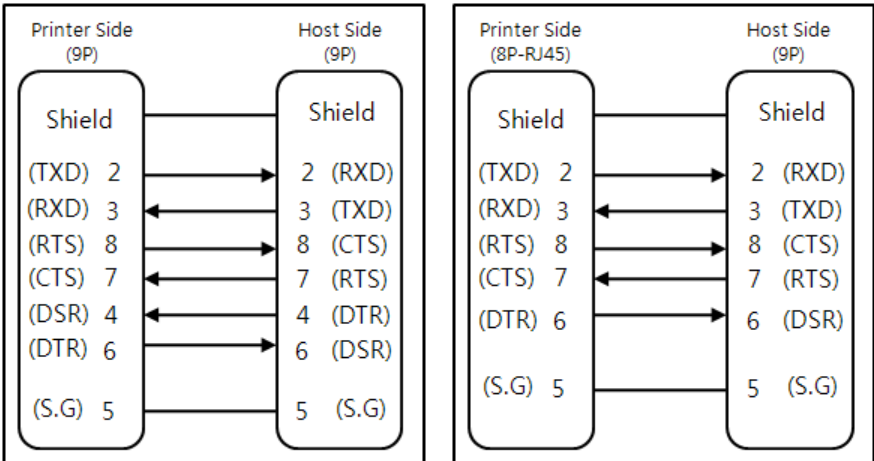 Printer Side
(9P)
Host Side
(9P)
Shield
Shield
(TXD) 2
2 (RXD)
(RXD) 3
3 (TXD)
(RTS) 8
8 (CTS)
(CTS) 7
7 (RTS)
(DSR) 4
4 (DTR)
(DTR) 6
6 (DSR)
(S.G) 5
5 (S.G)
Printer Side
(8P-RJ45)
Host Side
(9P)
Shield
Shield
(TXD) 2
2 (RXD)
(RXD) 3
3 (TXD)
(RTS) 8
8 (CTS)
(CTS) 7
7 (RTS)
(DTR) 6
6 (DSR)
(S.G) 5
5 (S.G)